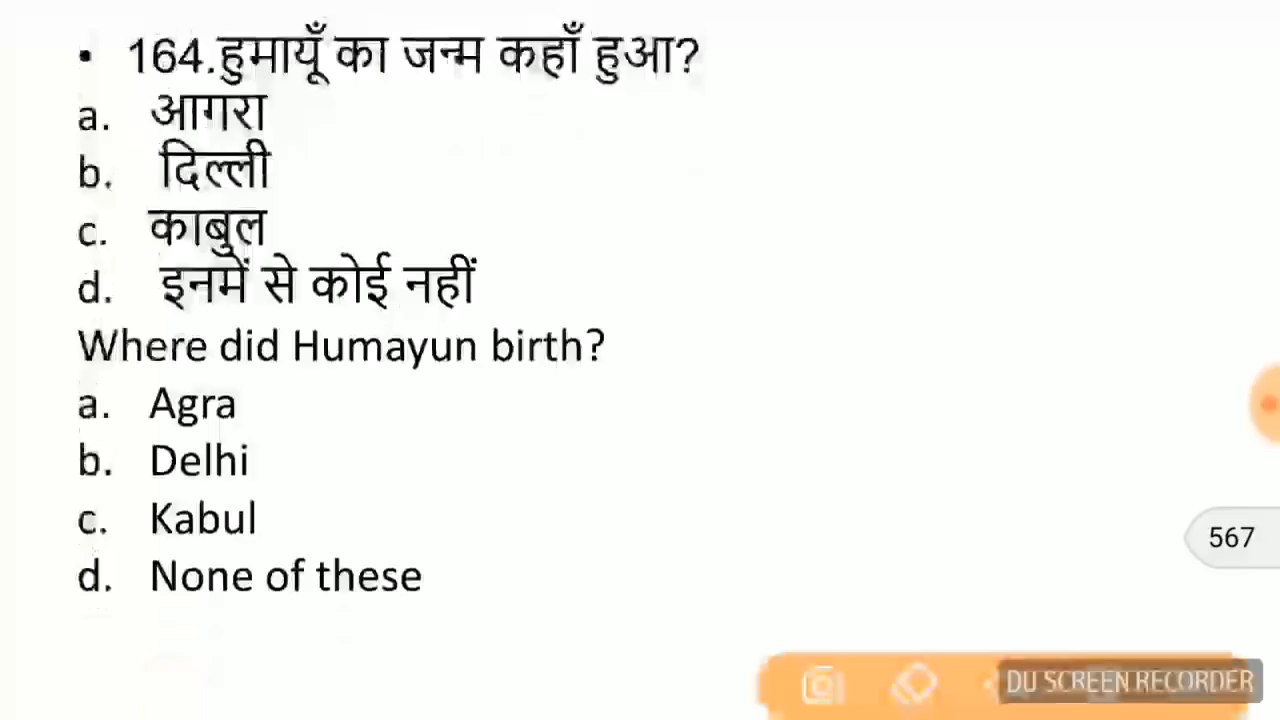 • 164.हुमायूँ का जन्म कहाँ हुआ?
a. आगरा
b. दिल्ली
c. काबुल
d. इनमें से कोई नहीं
Where did Humayun birth?
a. Agra
b. Delhi
c. Kabul
d. None of these
567
DU SCREEN RECORDER